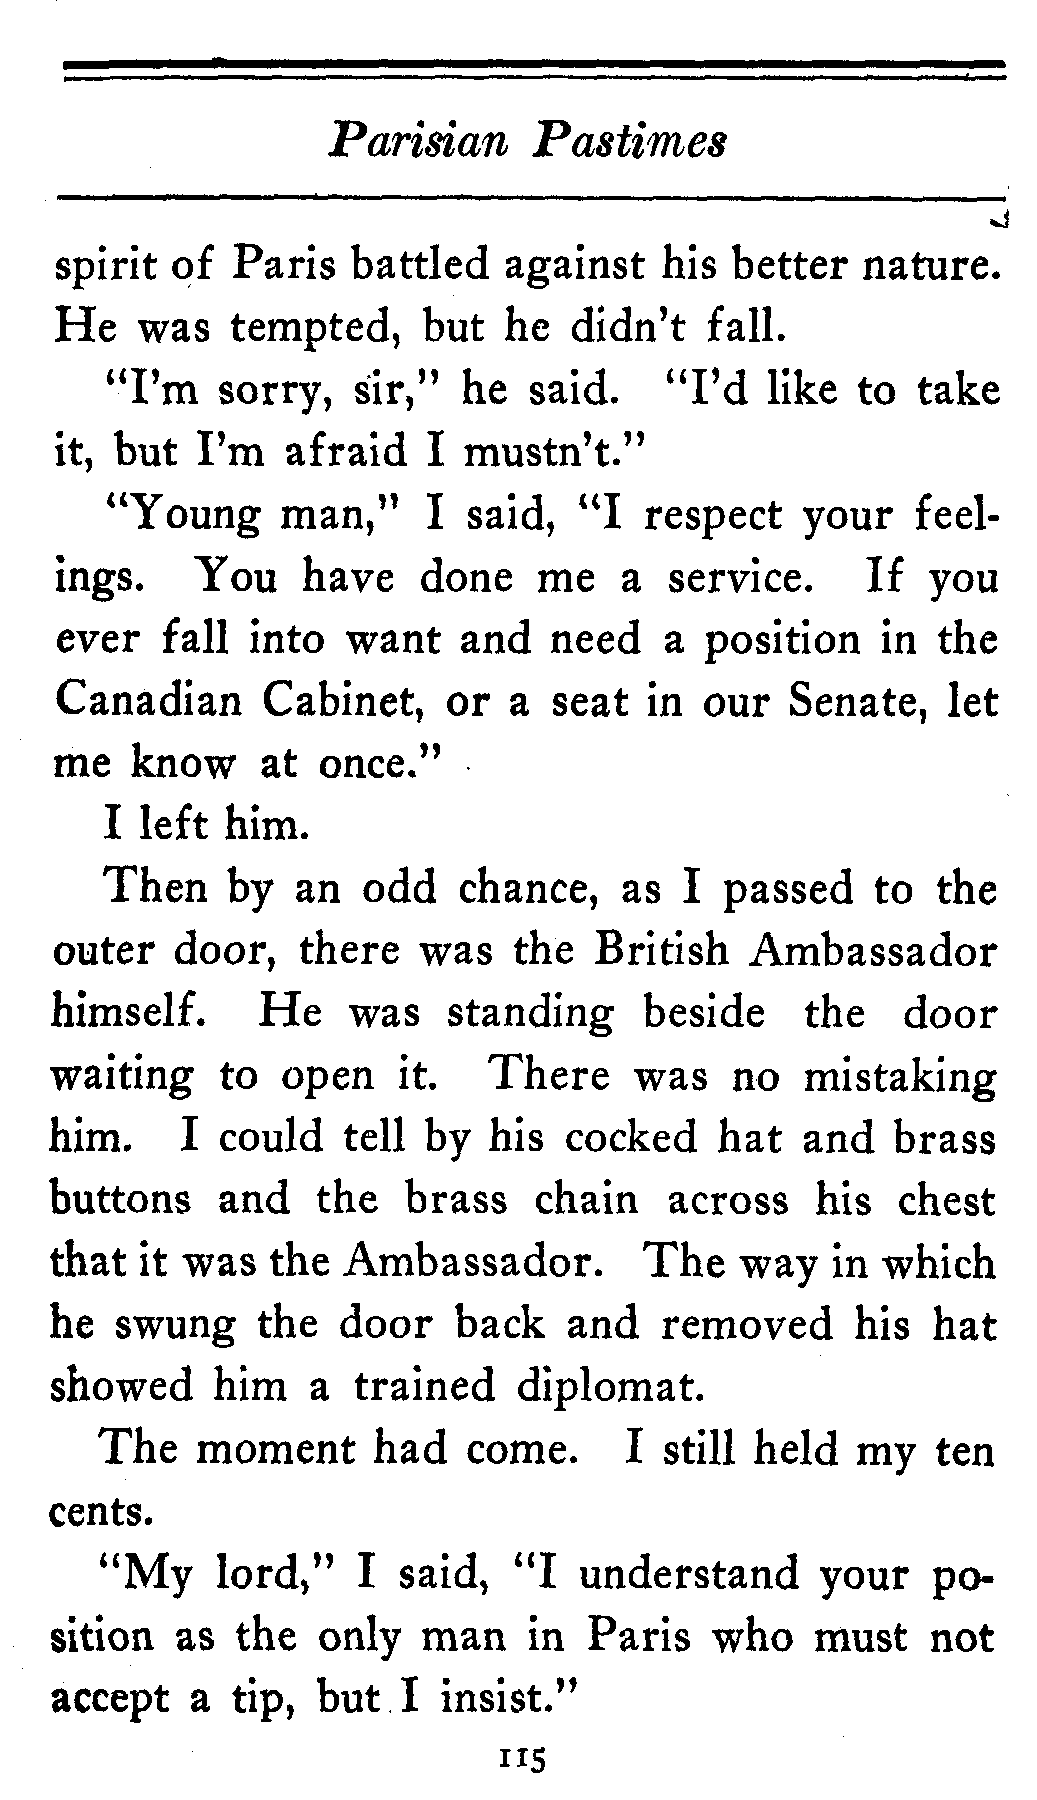 Parisian Pastimes
spirit of Paris battled against his better nature.
He was tempted, but he didn't fall.
"I'm sorry, sir," he said. "I'd like to take
it, but I'm afraid I mustn't."
"Young man," I said, "I respect your feel-
ings. You have done me a service. If you
ever fall into want and need a position in the
Canadian Cabinet, or a seat in our Senate, let
me know at once."
I left him.
Then by an odd chance, as I passed to the
outer door, there was the British Ambassador
himself. He was standing beside the door
waiting to open it. There was no mistaking
him. I could tell by his cocked hat and brass
buttons and the brass chain across his chest
that it was the Ambassador. The way in which
he swung the door back and removed his hat
showed him a trained diplomat.
The moment had come. I still held my ten
cents.
"My lord," I said, "I understand your po-
sition as the only man in Paris who must not
accept a tip, but I insist."
115